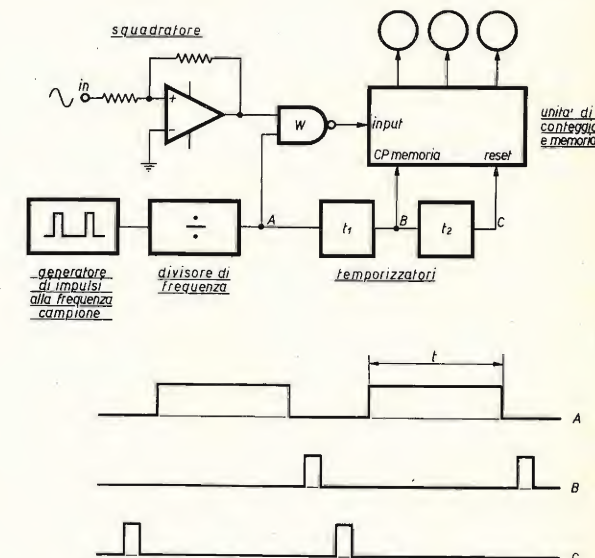 squadratore
in
+
−
W
input
CP memoria
reset
unita' di
conteggio
e memoria
A
t1
B
t2
C
÷
generatore
di impulsi
alla frequenza
campione
divisore di
frequenza
temporizzatori
t
A
B
C